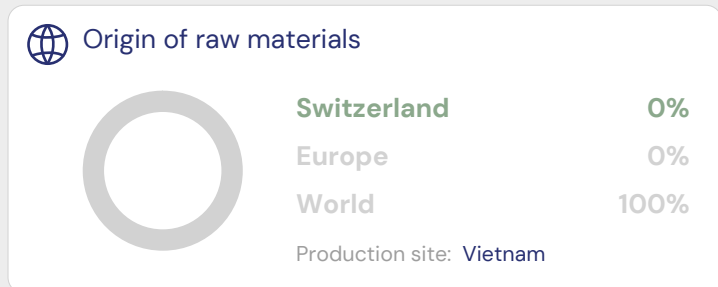 Origin of raw materials
Switzerland 0%
Europe 0%
World 100%
Production site: Vietnam